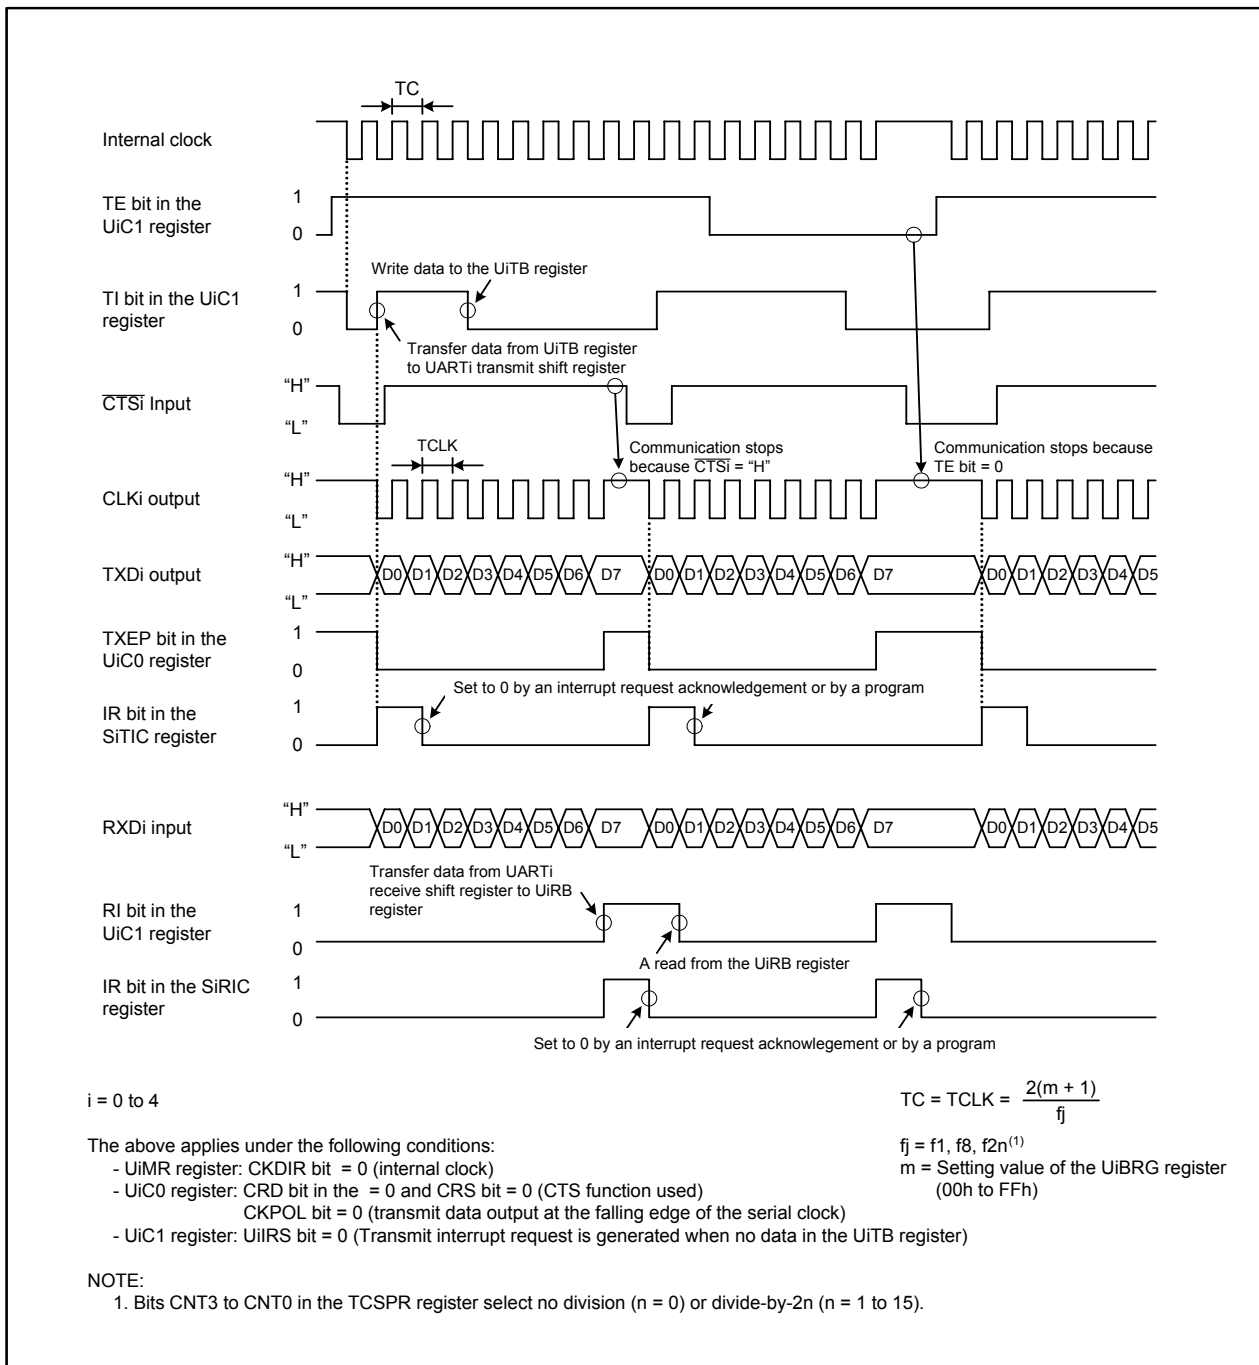 TC
Internal clock
TE bit in the
UiC1 register
1
0
Write data to the UiTB register
TI bit in the UiC1
register
1
0
Transfer data from UiTB register
to UARTi transmit shift register
CTSi Input
“H”
“L”
TCLK
Communication stops
because CTSi = “H”
Communication stops because
TE bit = 0
CLKi output
“H”
“L”
TXDi output
“H”
“L”
D0 D1 D2 D3 D4 D5 D6 D7 D0 D1 D2 D3 D4 D5 D6 D7 D0 D1 D2 D3 D4 D5
TXEP bit in the
UiC0 register
1
0
Set to 0 by an interrupt request acknowledgement or by a program
IR bit in the
SiTIC register
1
0
RXDi input
“H”
“L”
D0 D1 D2 D3 D4 D5 D6 D7 D0 D1 D2 D3 D4 D5 D6 D7 D0 D1 D2 D3 D4 D5
Transfer data from UARTi
receive shift register to UiRB
register
RI bit in the
UiC1 register
1
0
A read from the UiRB register
IR bit in the SiRIC
register
1
0
Set to 0 by an interrupt request acknowlegement or by a program
i = 0 to 4
TC = TCLK = 2(m + 1)
fj
The above applies under the following conditions:
- UiMR register: CKDIR bit = 0 (internal clock)
- UiC0 register: CRD bit in the = 0 and CRS bit = 0 (CTS function used)
CKPOL bit = 0 (transmit data output at the falling edge of the serial clock)
- UiC1 register: UiIRS bit = 0 (Transmit interrupt request is generated when no data in the UiTB register)
fj = f1, f8, f2n(1)
m = Setting value of the UiBRG register
(00h to FFh)
NOTE:
1. Bits CNT3 to CNT0 in the TCSPR register select no division (n = 0) or divide-by-2n (n = 1 to 15).